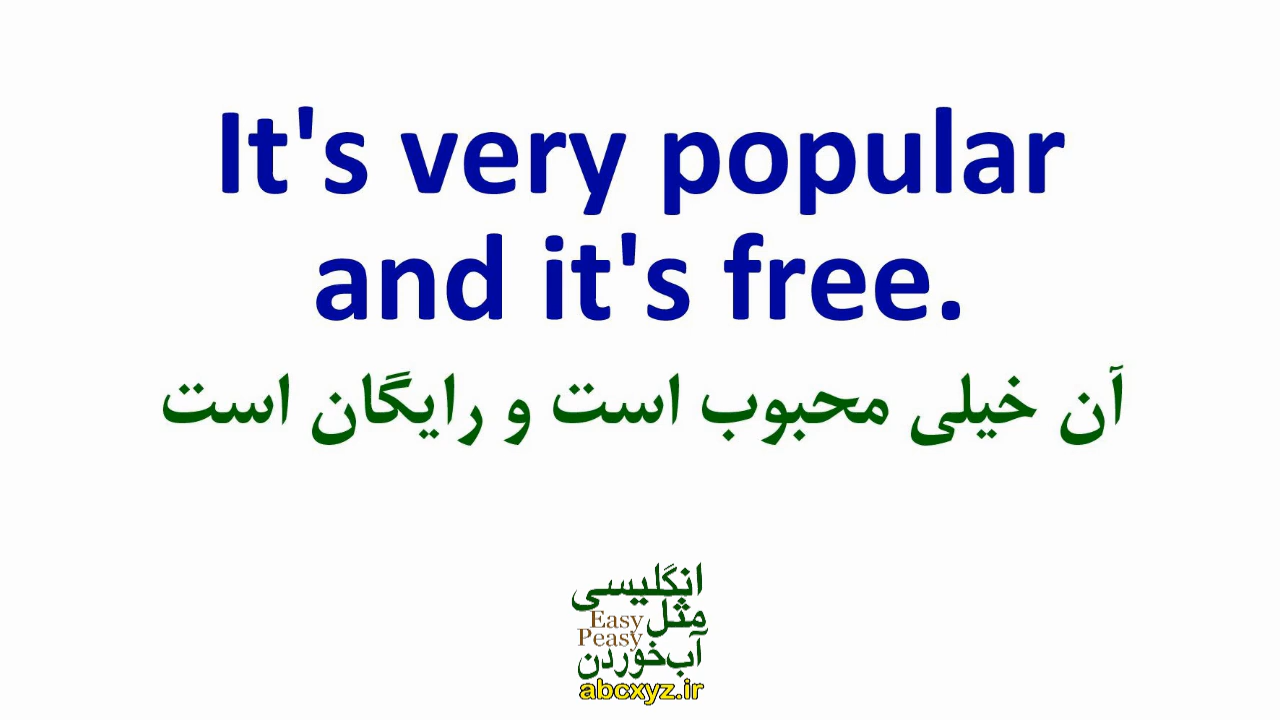 It's very popular
and it's free.
آن خیلی محبوب است و رایگان است
انگلیسی
مثل
Easy
Peasy
آب‌خوردن
abcxyz.ir